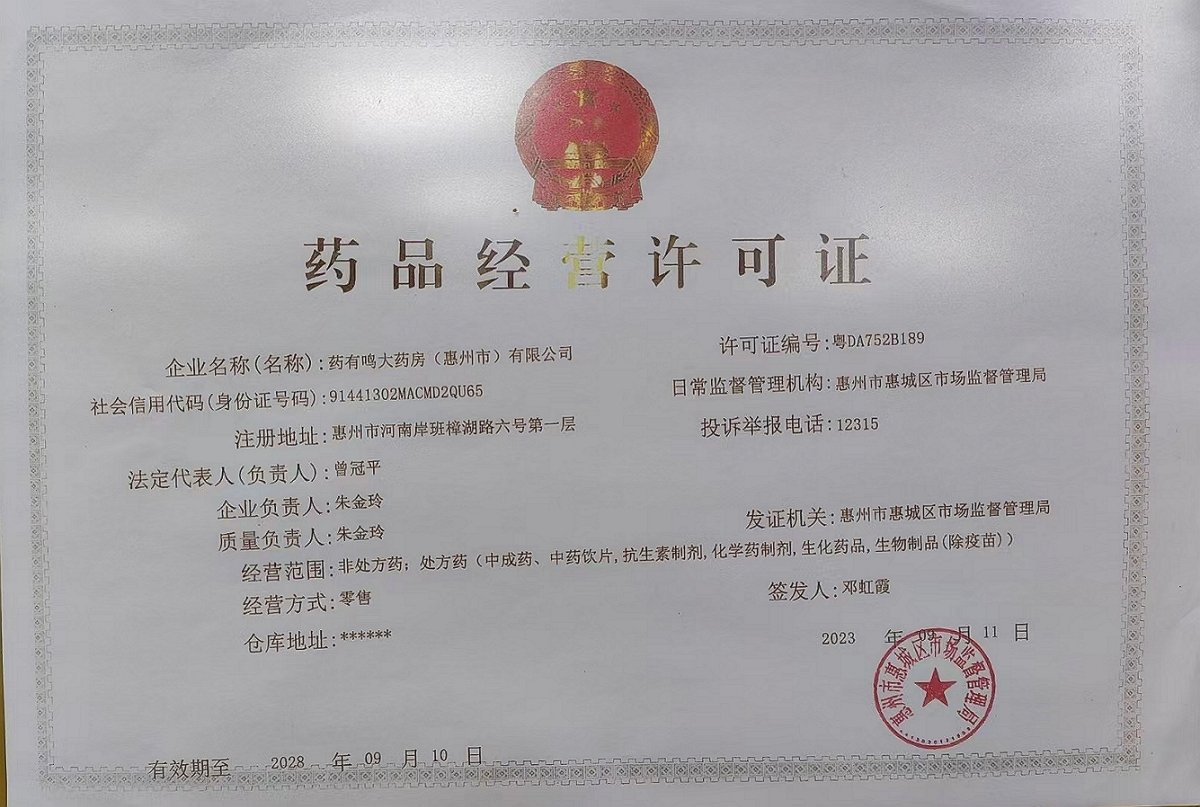 药品经营许可证
企业名称(名称):药有鸣大药房（惠州市）有限公司
许可证编号:粤DA752B189
社会信用代码(身份证号码):91441302MACMD2QU65
日常监督管理机构:惠州市惠城区市场监督管理局
注册地址:惠州市河南岸班樟湖路六号第一层
投诉举报电话:12315
法定代表人(负责人):曾冠平
企业负责人:朱金玲
质量负责人:朱金玲
发证机关:惠州市惠城区市场监督管理局
经营范围:非处方药；处方药（中成药、中药饮片,抗生素制剂,化学药制剂,生化药品,生物制品(除疫苗)）
经营方式:零售
签发人:邓虹霞
仓库地址:******
2023 年 09 月 11 日
惠州市惠城区市场监督管理局
有效期至 2028 年 09 月 10 日